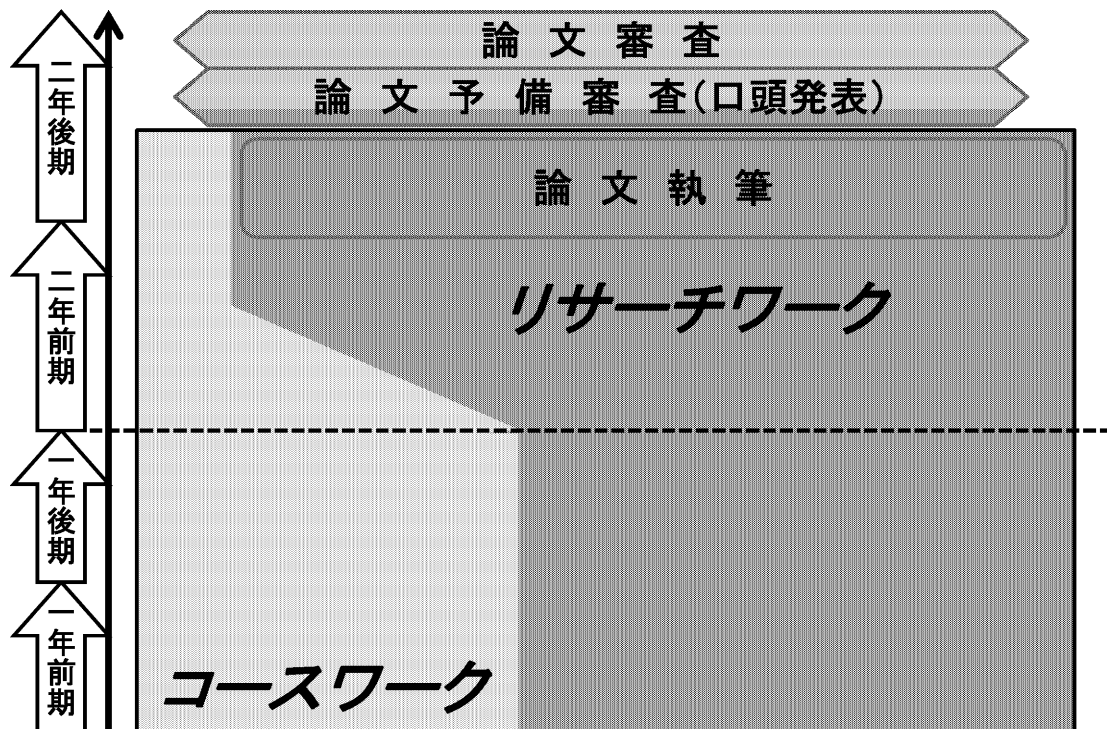 論文審査
論文予備審査(口頭発表)
論文執筆
リサーチワーク
コースワーク
二年後期
二年前期
一年後期
一年前期